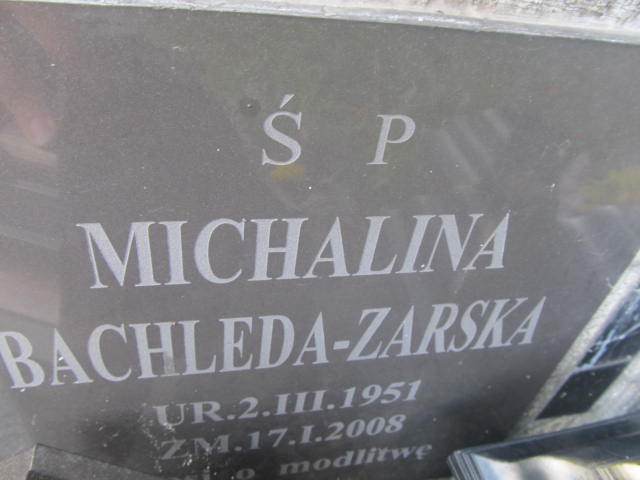 Ś P
MICHALINA
BACHLEDA-ZARSKA
UR.2.III.1951
ZM.17.I.2008
o modlitwę